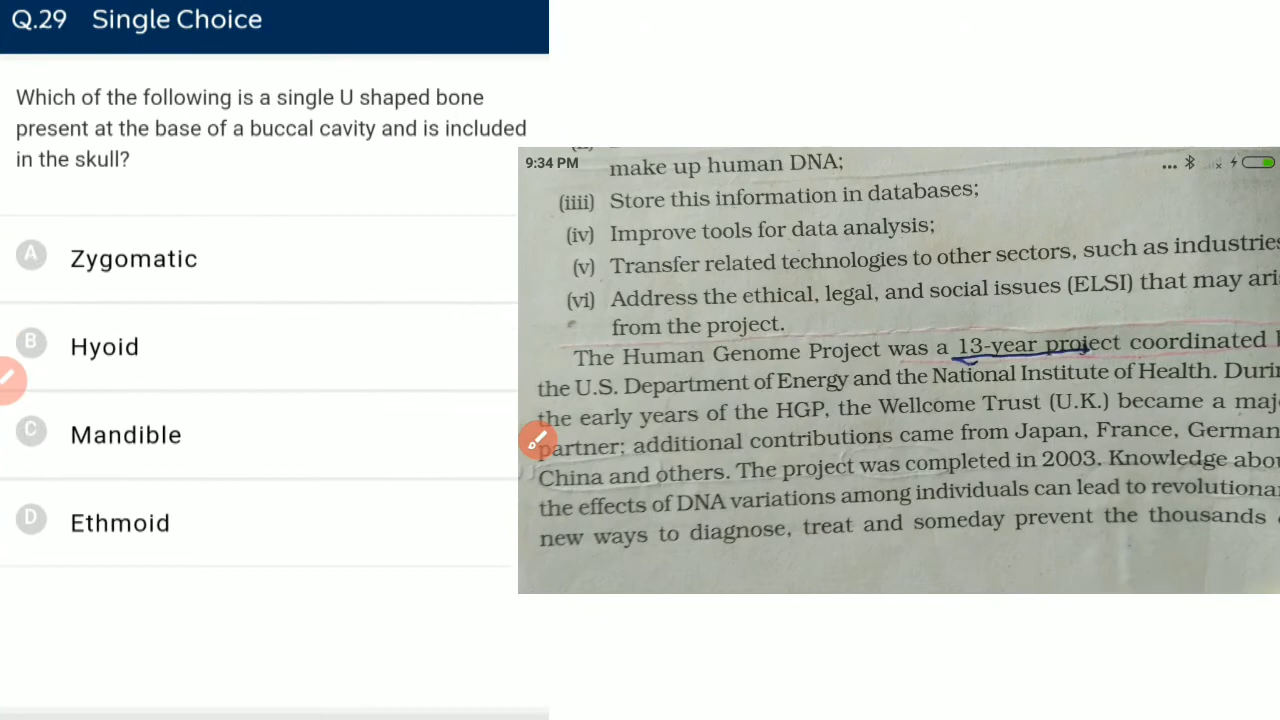 Q.29 Single Choice
Which of the following is a single U shaped bone
present at the base of a buccal cavity and is included
in the skull?
A Zygomatic
B Hyoid
C Mandible
D Ethmoid
9:34 PM
make up human DNA;
(iiii) Store this information in databases;
(iv) Improve tools for data analysis;
(v) Transfer related technologies to other sectors, such as industries
(vi) Address the ethical, legal, and social issues (ELSI) that may ari
from the project.
The Human Genome Project was a 13-year project coordinated
the U.S. Department of Energy and the National Institute of Health. Durin
the early years of the HGP, the Wellcome Trust (U.K.) became a maj
partner; additional contributions came from Japan, France, German
China and others. The project was completed in 2003. Knowledge abou
the effects of DNA variations among individuals can lead to revolutiona
new ways to diagnose, treat and someday prevent the thousands